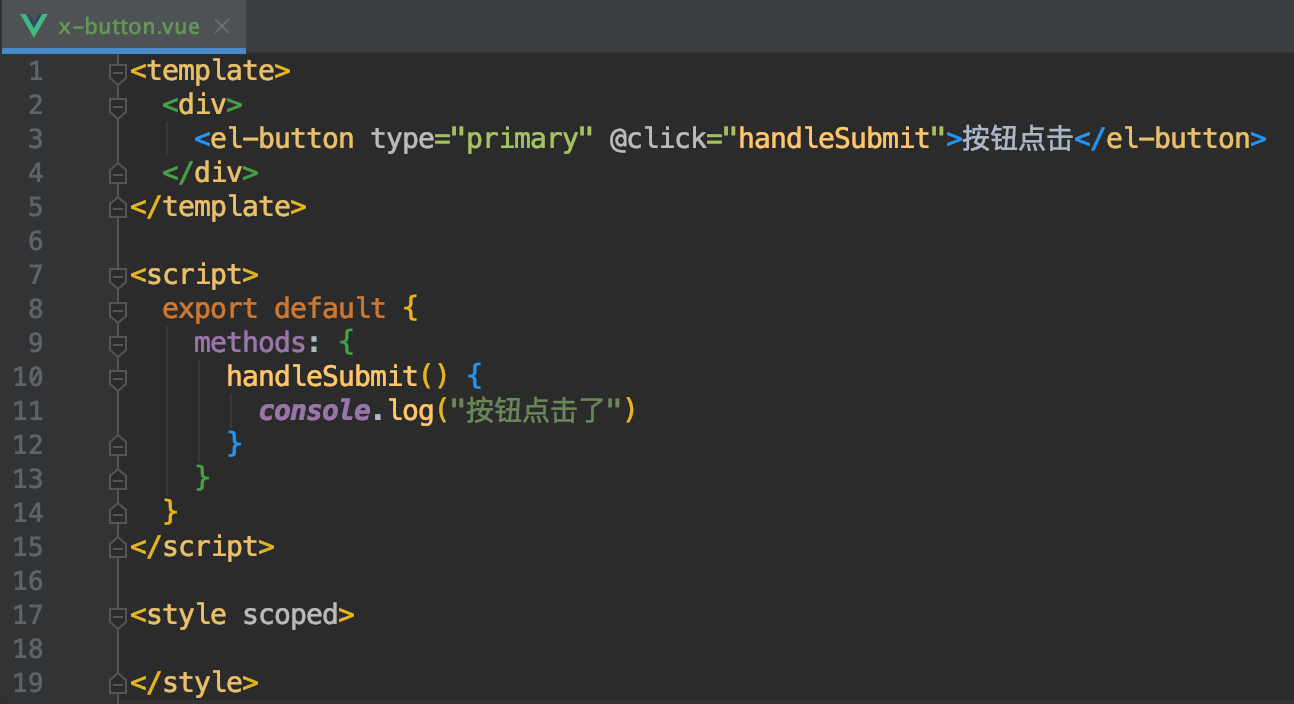 x-button.vue
1 <template>
2   <div>
3     <el-button type="primary" @click="handleSubmit">按钮点击</el-button>
4   </div>
5 </template>
6
7 <script>
8   export default {
9     methods: {
10       handleSubmit() {
11         console.log("按钮点击了")
12       }
13     }
14   }
15 </script>
16
17 <style scoped>
18
19 </style>